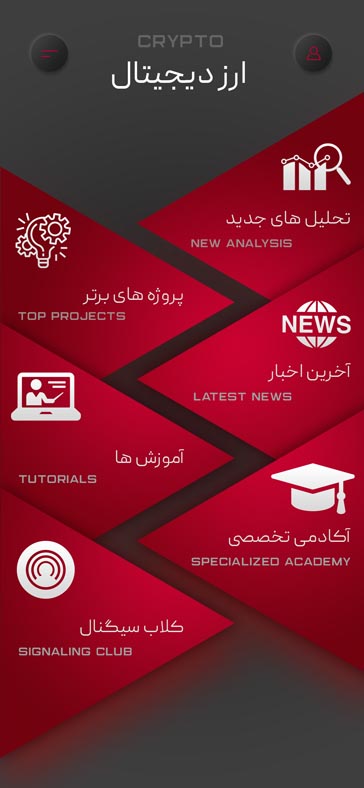 CRYPTO
ارز دیجیتال
تحلیل های جدید
NEW ANALYSIS
پروژه های برتر
TOP PROJECTS
NEWS
آخرین اخبار
LATEST NEWS
آموزش ها
TUTORIALS
آکادمی تخصصی
SPECIALIZED ACADEMY
کلاب سیگنال
SIGNALING CLUB